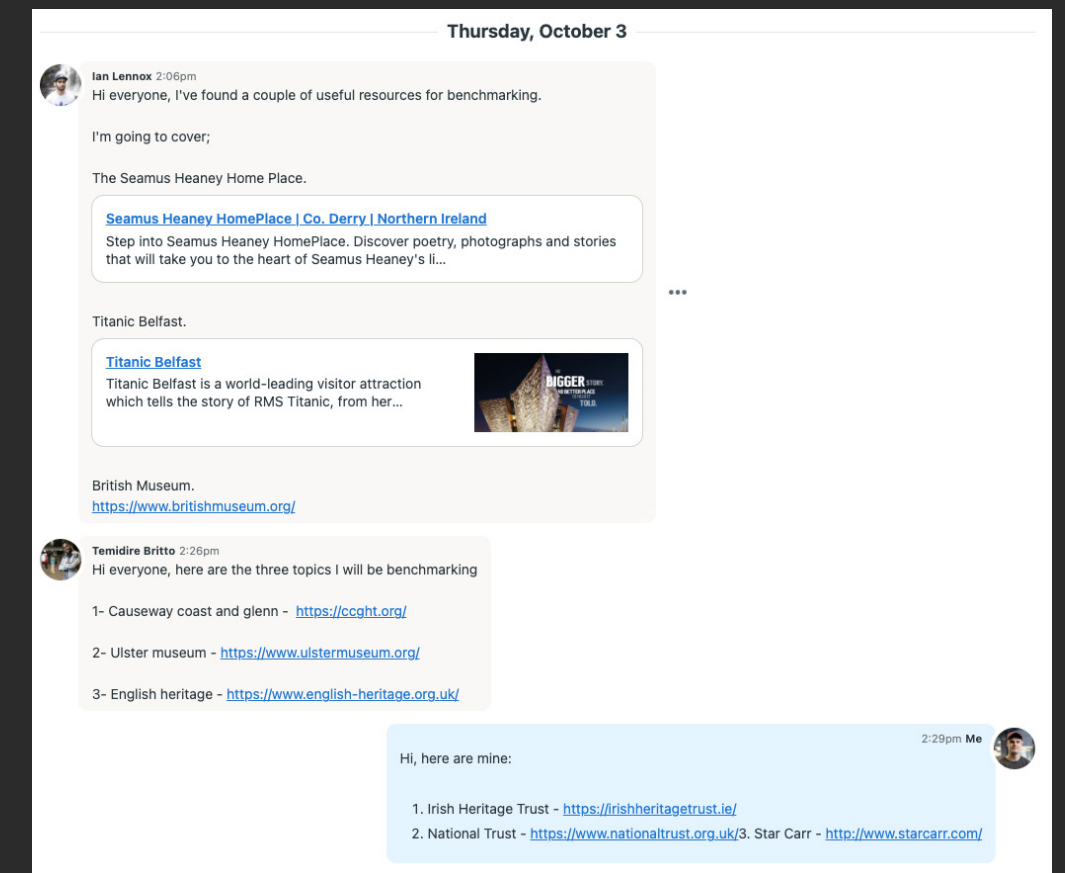 Thursday, October 3
Ian Lennox 2:06pm
Hi everyone, I've found a couple of useful resources for benchmarking.
I'm going to cover;
The Seamus Heaney Home Place.
Seamus Heaney HomePlace | Co. Derry | Northern Ireland
Step into Seamus Heaney HomePlace. Discover poetry, photographs and stories
that will take you to the heart of Seamus Heaney's li...
Titanic Belfast.
Titanic Belfast
Titanic Belfast is a world-leading visitor attraction
which tells the story of RMS Titanic, from her...
BIGGER STORY.
NO BETTER PLACE
TOLD.
British Museum.
https://www.britishmuseum.org/
Temidire Britto 2:26pm
Hi everyone, here are the three topics I will be benchmarking
1- Causeway coast and glenn - https://ccght.org/
2- Ulster museum - https://www.ulstermuseum.org/
3- English heritage - https://www.english-heritage.org.uk/
2:29pm Me
Hi, here are mine:
1. Irish Heritage Trust - https://irishheritagetrust.ie/
2. National Trust - https://www.nationaltrust.org.uk/3. Star Carr - http://www.starcarr.com/